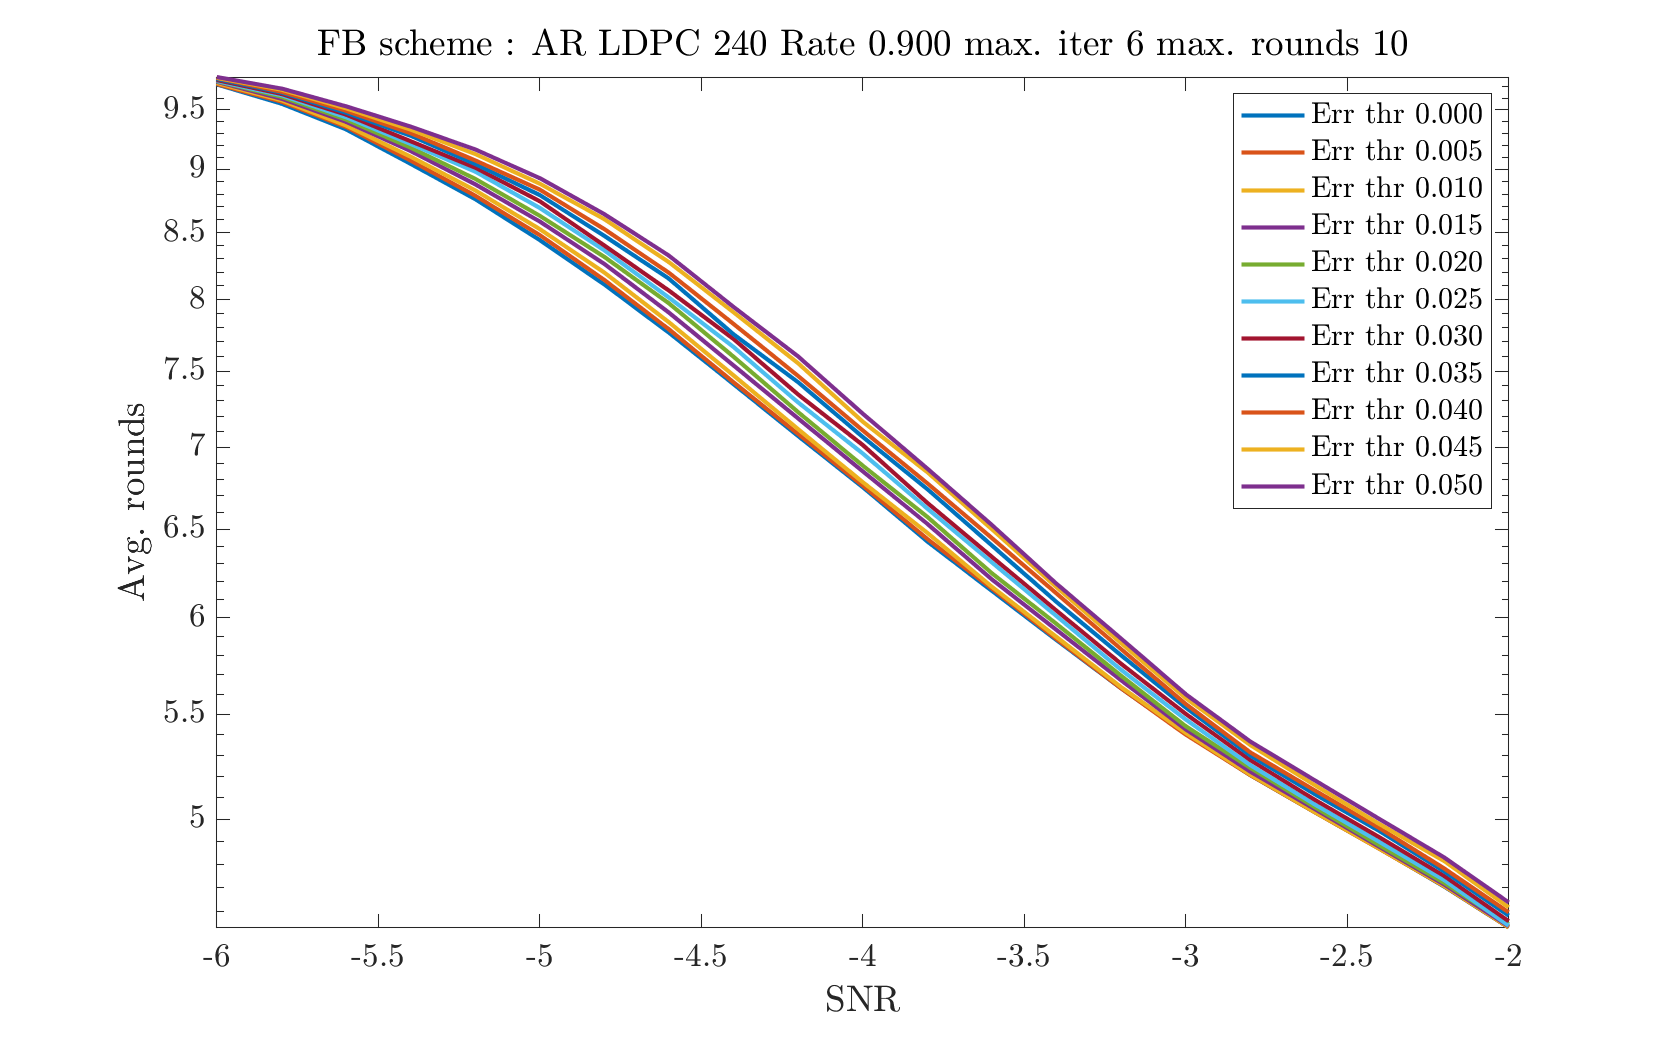 FB scheme : AR LDPC 240 Rate 0.900 max. iter 6 max. rounds 10
Avg. rounds
9.5
9
8.5
8
7.5
7
6.5
6
5.5
5
Err thr 0.000
Err thr 0.005
Err thr 0.010
Err thr 0.015
Err thr 0.020
Err thr 0.025
Err thr 0.030
Err thr 0.035
Err thr 0.040
Err thr 0.045
Err thr 0.050
-6 -5.5 -5 -4.5 -4 -3.5 -3 -2.5 -2
SNR